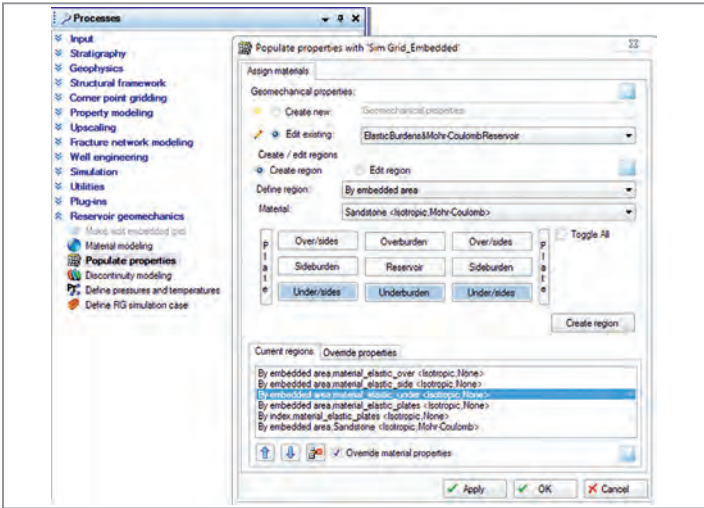 Processes
Input
Stratigraphy
Geophysics
Structural framework
Corner point gridding
Property modeling
Upscaling
Fracture network modeling
Well engineering
Simulation
Utilities
Plug-ins
Reservoir geomechanics
Make/edit embedded grid
Material modeling
Populate properties
Discontinuity modeling
Define pressures and temperatures
Define RG simulation case
Populate properties with 'Sim Grid_Embedded'
Assign materials
Geomechanical properties:
Create new: Geomechanical properties
Edit existing: ElasticBurdens&Mohr-CoulombReservoir
Create / edit regions
Create region Edit region
Define region: By embedded area
Material: Sandstone <Isotropic,Mohr-Coulomb>
Plate Over/sides Overburden Over/sides Plate Toggle All
Sideburden Reservoir Sideburden
Under/sides Underburden Under/sides
Create region
Current regions Override properties
By embedded area,material_elastic_over <Isotropic,None>
By embedded area,material_elastic_side <Isotropic,None>
By embedded area,material_elastic_under <Isotropic,None>
By embedded area,material_elastic_plates <Isotropic,None>
By index,material_elastic_plates <Isotropic,None>
By embedded area,Sandstone <Isotropic,Mohr-Coulomb>
Override material properties
Apply OK Cancel